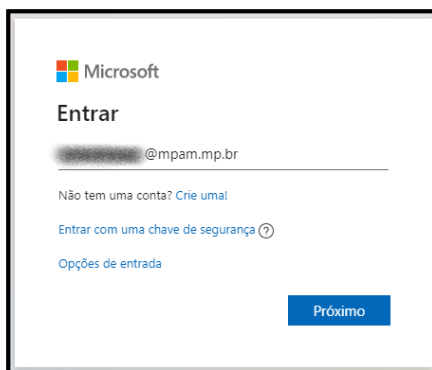 Microsoft
Entrar
@mpam.mp.br
Não tem uma conta? Crie uma!
Entrar com uma chave de segurança ?
Opções de entrada
Próximo